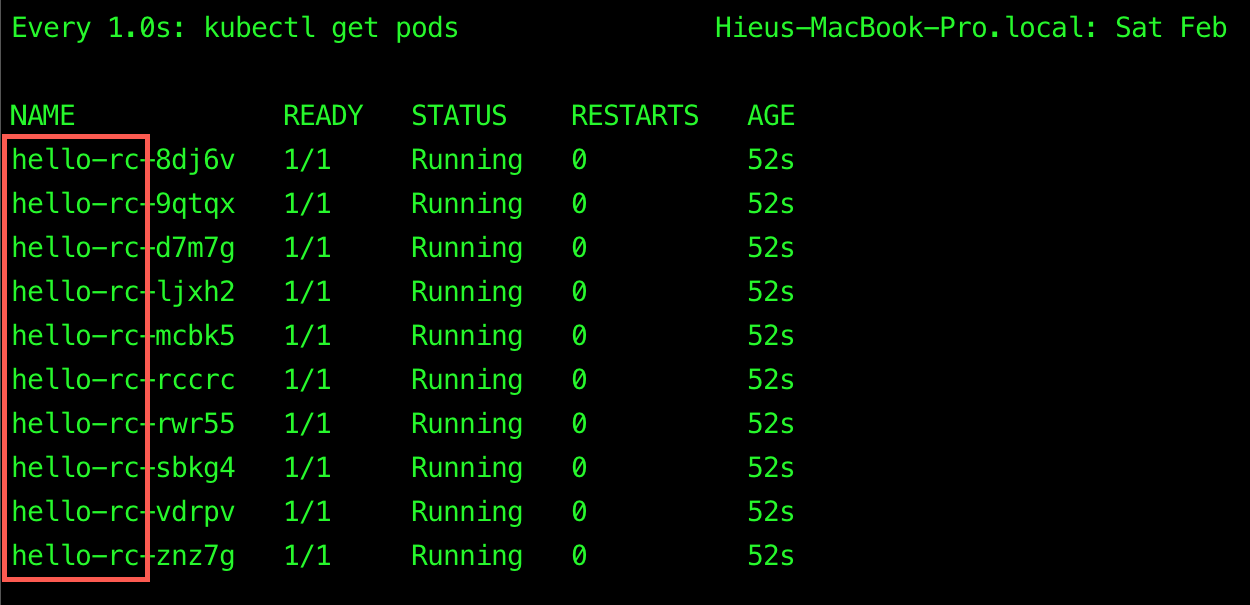 Every 1.0s: kubectl get pods Hieus-MacBook-Pro.local: Sat Feb
NAME READY STATUS RESTARTS AGE
hello-rc-8dj6v 1/1 Running 0 52s
hello-rc-9qtqx 1/1 Running 0 52s
hello-rc-d7m7g 1/1 Running 0 52s
hello-rc-ljxh2 1/1 Running 0 52s
hello-rc-mcbk5 1/1 Running 0 52s
hello-rc-rccrc 1/1 Running 0 52s
hello-rc-rwr55 1/1 Running 0 52s
hello-rc-sbkg4 1/1 Running 0 52s
hello-rc-vdrpv 1/1 Running 0 52s
hello-rc-znz7g 1/1 Running 0 52s